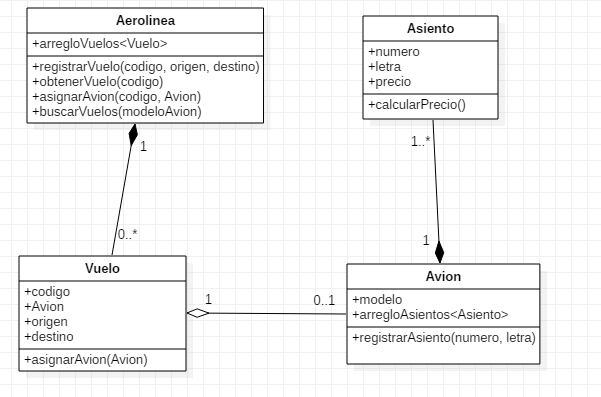 Aerolinea
+arregloVuelos<Vuelo>
+registrarVuelo(codigo, origen, destino)
+obtenerVuelo(codigo)
+asignarAvion(codigo, Avion)
+buscarVuelos(modeloAvion)
Asiento
+numero
+letra
+precio
+calcularPrecio()
1
1..*
0..*
1
Vuelo
+codigo
+Avion
+origen
+destino
+asignarAvion(Avion)
1
0..1
Avion
+modelo
+arregloAsientos<Asiento>
+registrarAsiento(numero, letra)